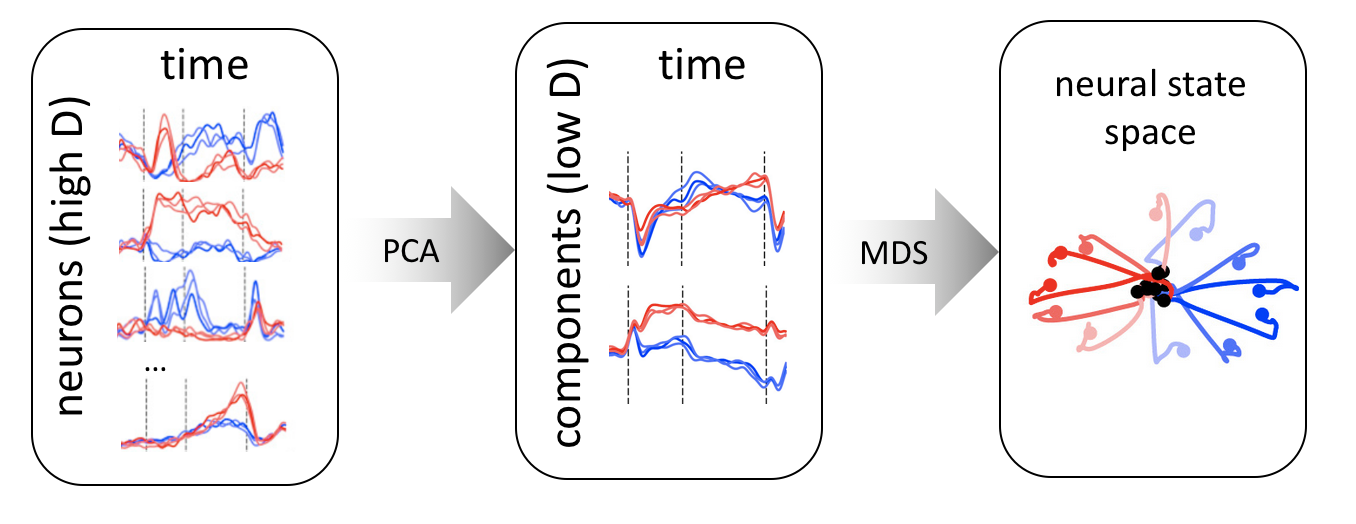 time
neurons (high D)
...
PCA
time
components (low D)
MDS
neural state
space